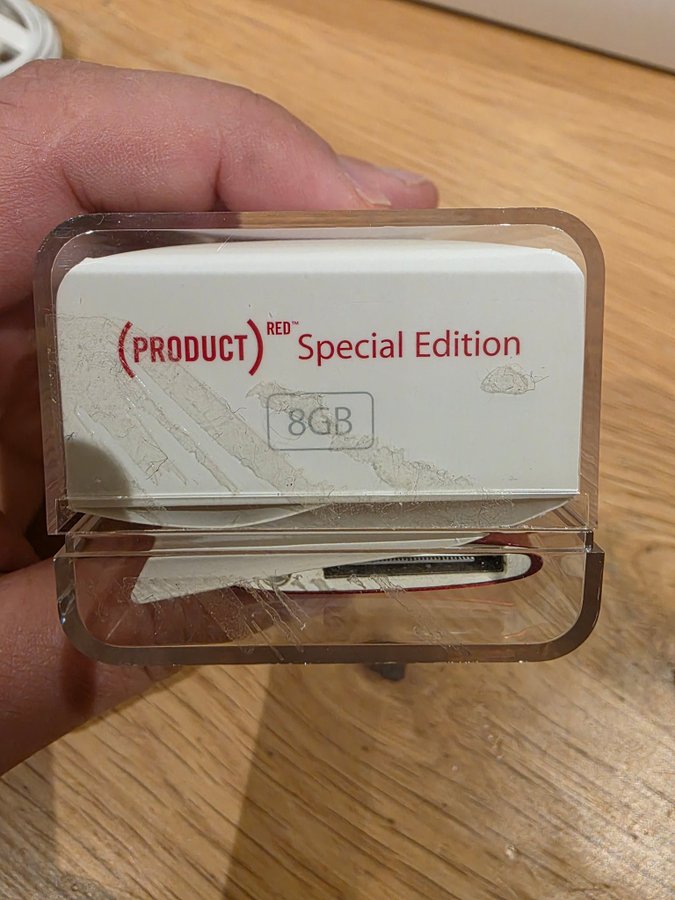 (PRODUCT) RED™ Special Edition
8GB